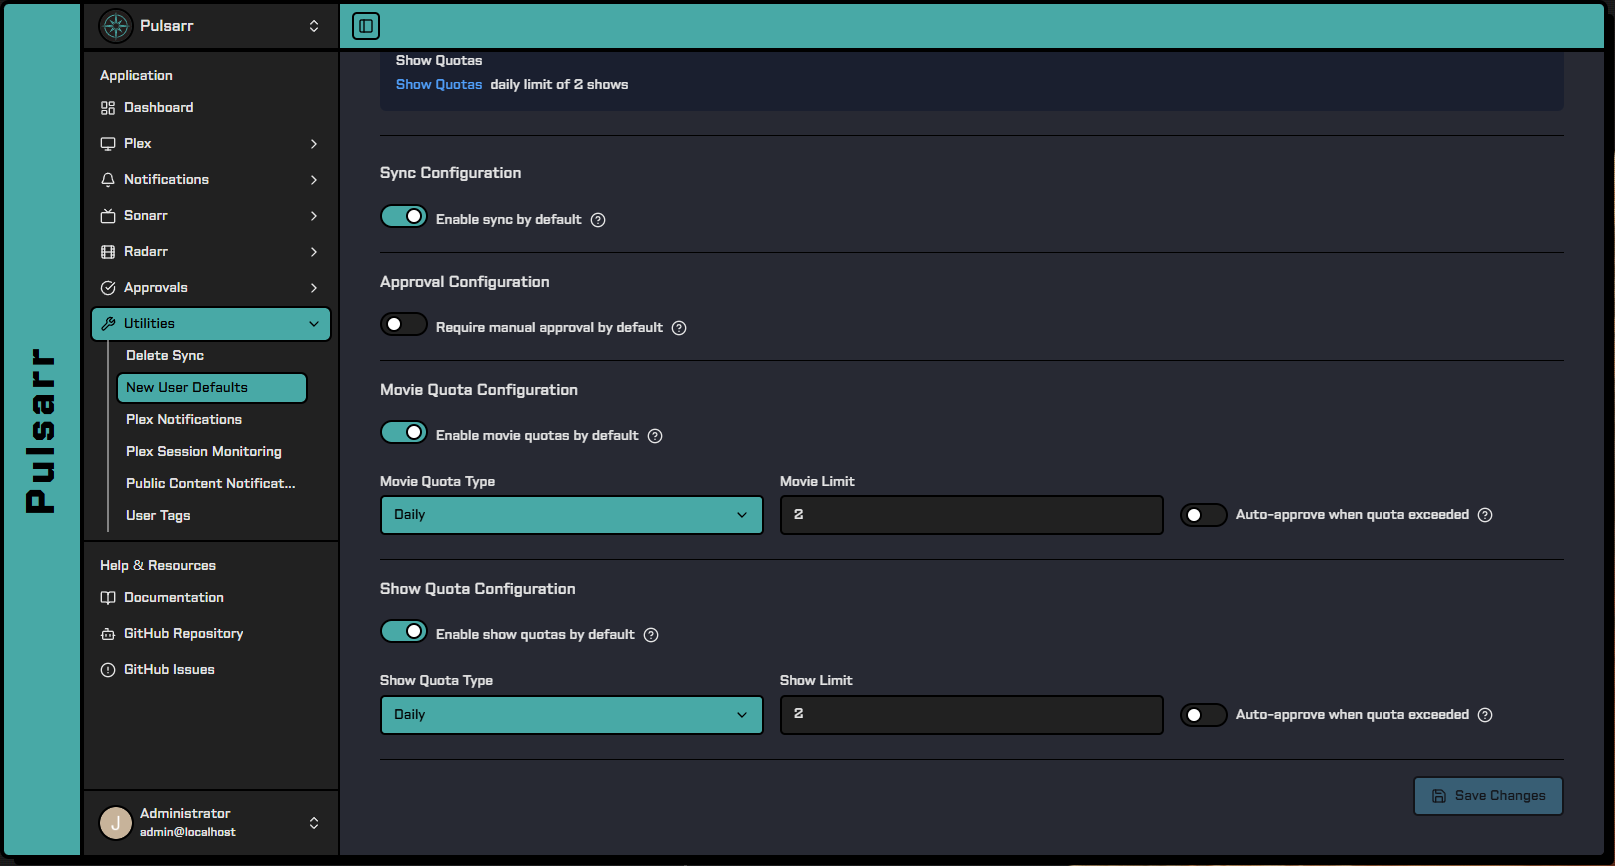 Pulsarr
Pulsarr
Application
Dashboard
Plex
Notifications
Sonarr
Radarr
Approvals
Utilities
Delete Sync
New User Defaults
Plex Notifications
Plex Session Monitoring
Public Content Notificat...
User Tags
Help & Resources
Documentation
GitHub Repository
GitHub Issues
J
Administrator
admin@localhost
Show Quotas
Show Quotas daily limit of 2 shows
Sync Configuration
Enable sync by default
Approval Configuration
Require manual approval by default
Movie Quota Configuration
Enable movie quotas by default
Movie Quota Type
Movie Limit
Daily
2
Auto-approve when quota exceeded
Show Quota Configuration
Enable show quotas by default
Show Quota Type
Show Limit
Daily
2
Auto-approve when quota exceeded
Save Changes